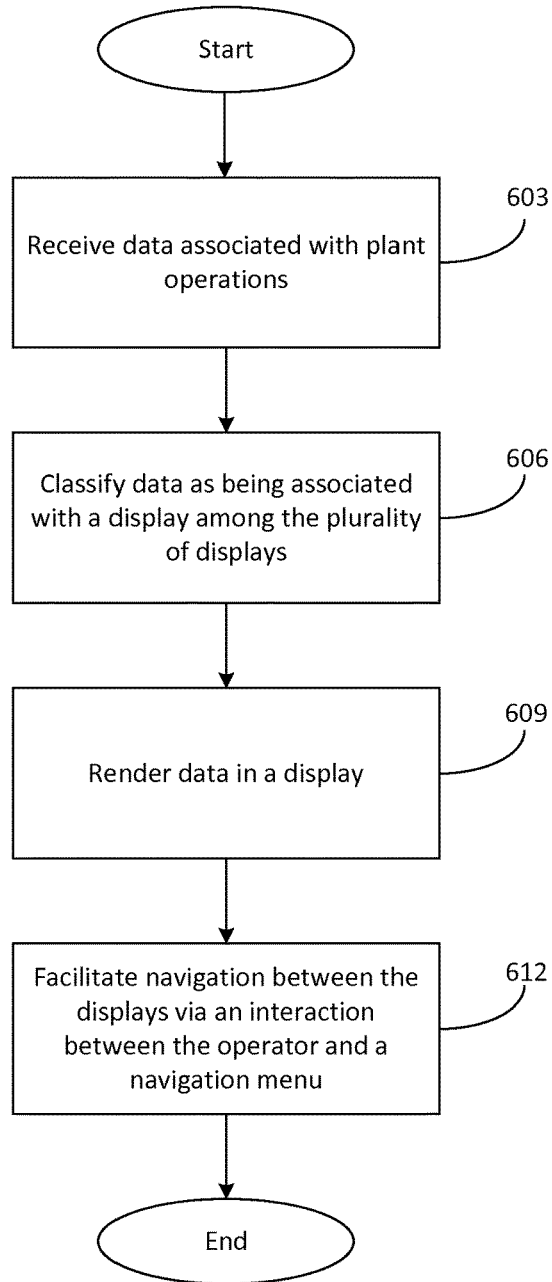 Start
603
Receive data associated with plant
operations
606
Classify data as being associated
with a display among the plurality
of displays
609
Render data in a display
612
Facilitate navigation between the
displays via an interaction
between the operator and a
navigation menu
End